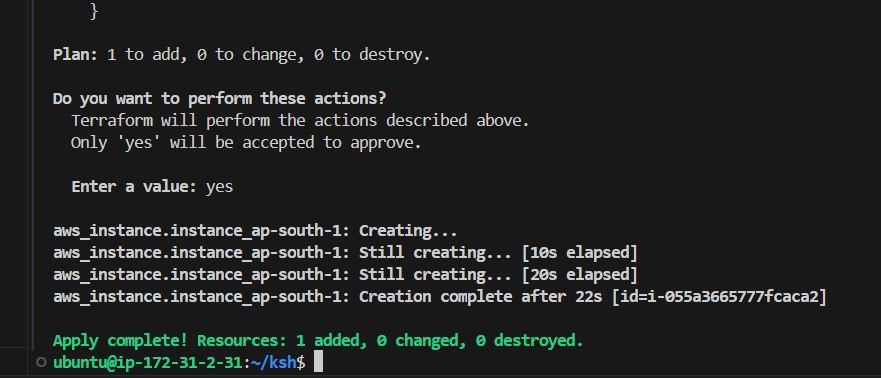 }
Plan: 1 to add, 0 to change, 0 to destroy.
Do you want to perform these actions?
Terraform will perform the actions described above.
Only 'yes' will be accepted to approve.
Enter a value: yes
aws_instance.instance_ap-south-1: Creating...
aws_instance.instance_ap-south-1: Still creating... [10s elapsed]
aws_instance.instance_ap-south-1: Still creating... [20s elapsed]
aws_instance.instance_ap-south-1: Creation complete after 22s [id=i-055a3665777fcaca2]
Apply complete! Resources: 1 added, 0 changed, 0 destroyed.
ubuntu@ip-172-31-2-31:~/ksh$